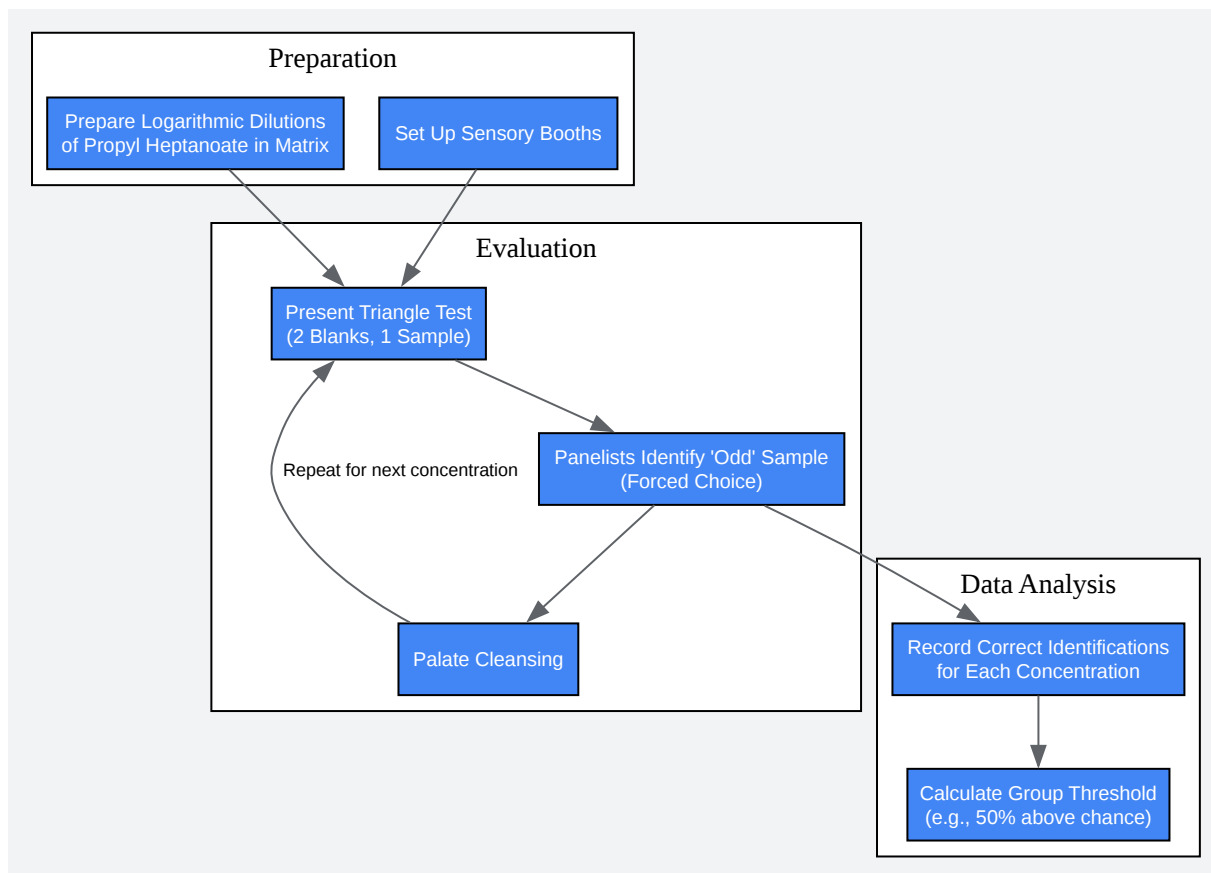 Preparation
Prepare Logarithmic Dilutions
of Propyl Heptanoate in Matrix
Set Up Sensory Booths
Evaluation
Present Triangle Test
(2 Blanks, 1 Sample)
Panelists Identify 'Odd' Sample
(Forced Choice)
Repeat for next concentration
Palate Cleansing
Data Analysis
Record Correct Identifications
for Each Concentration
Calculate Group Threshold
(e.g., 50% above chance)